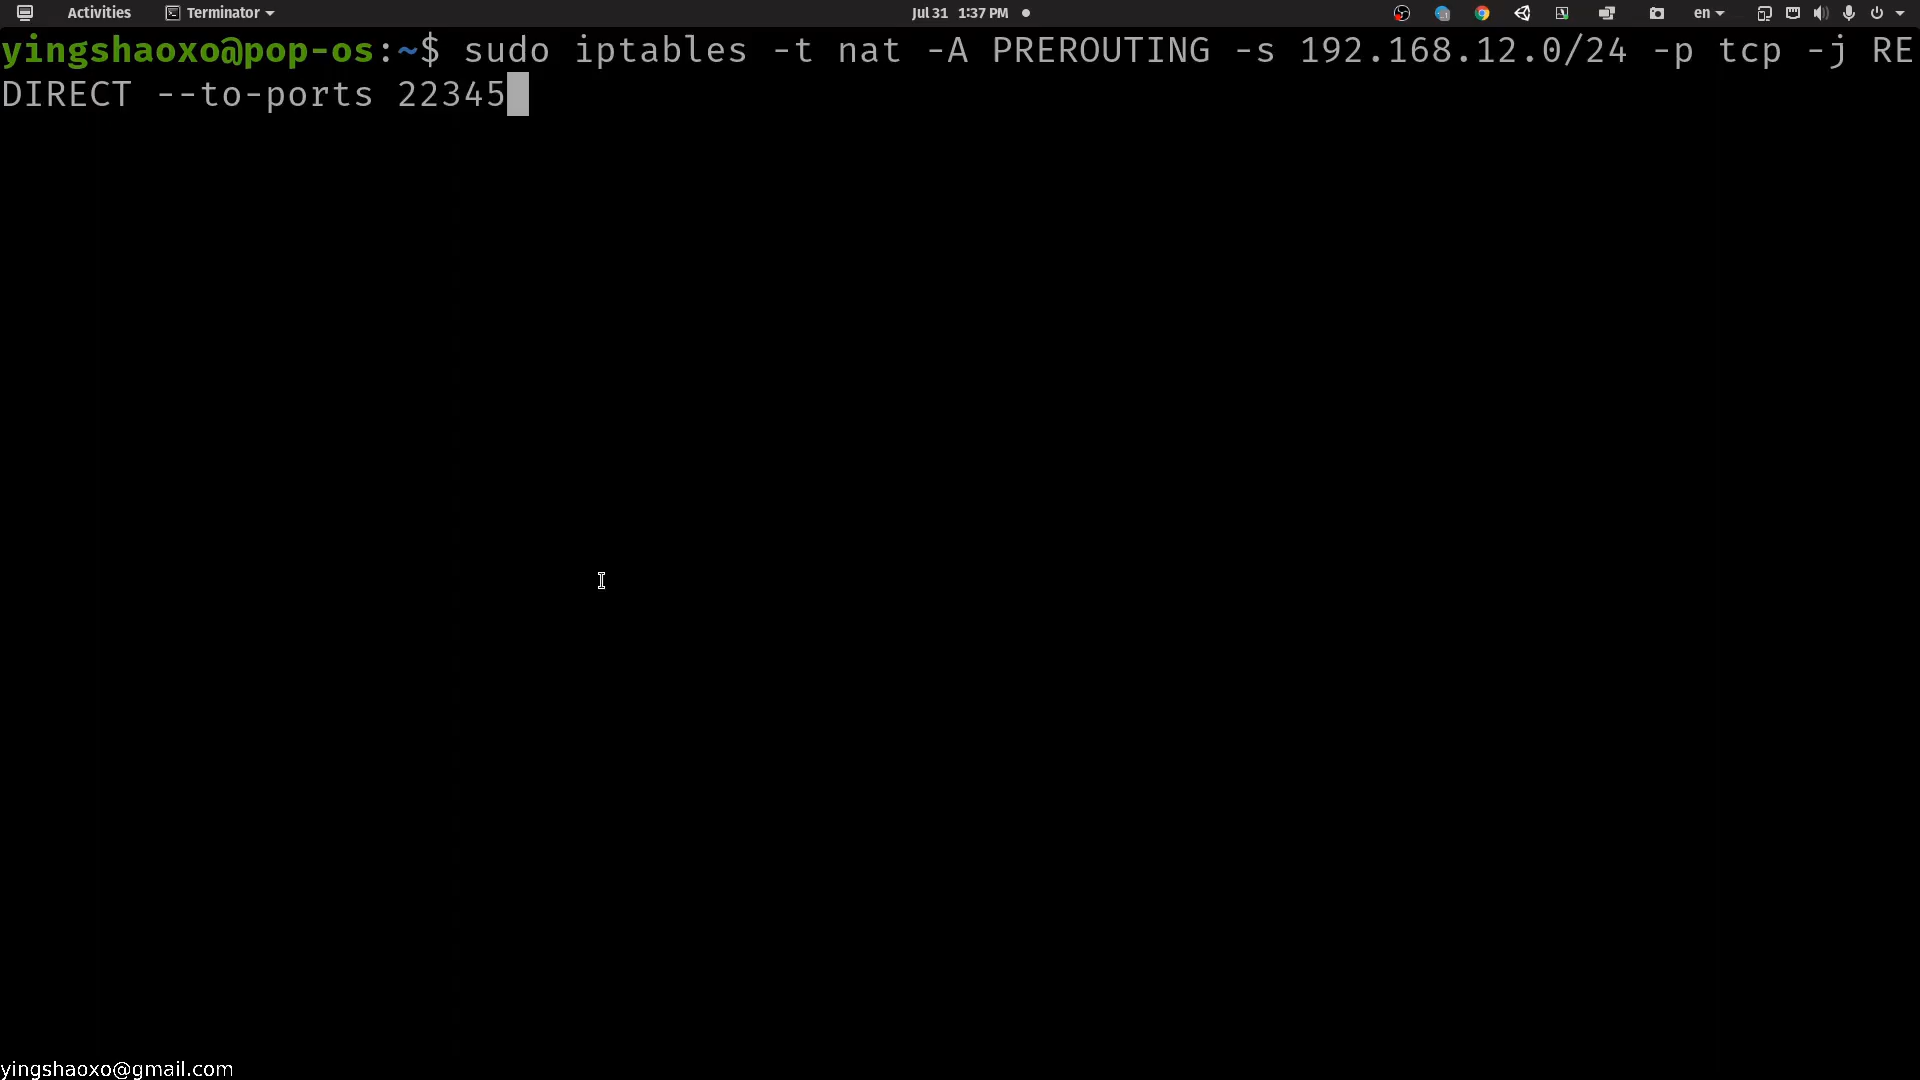 Activities Terminator Jul 31 1:37 PM en
yingshaoxo@pop-os:~$ sudo iptables -t nat -A PREROUTING -s 192.168.12.0/24 -p tcp -j RE
DIRECT --to-ports 22345
yingshaoxo@gmail.com